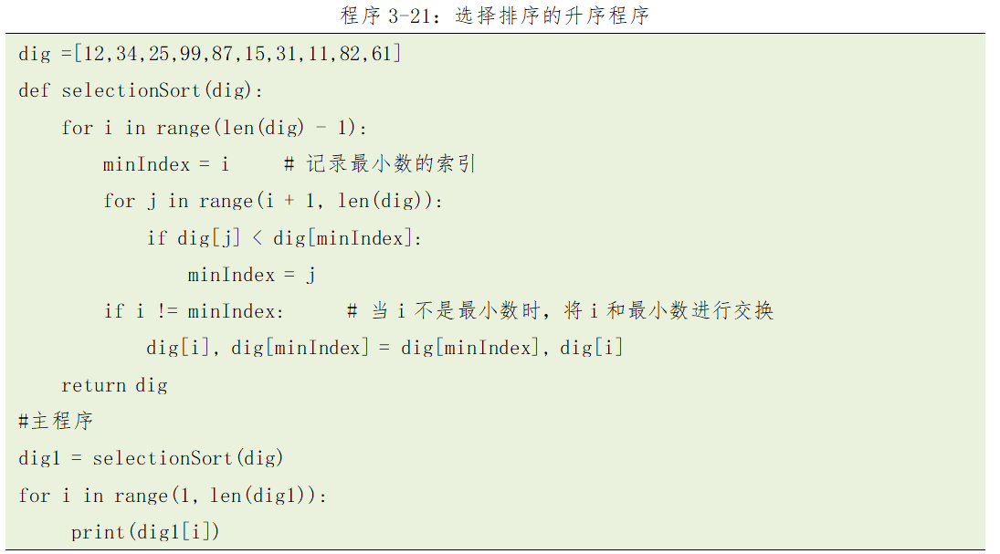 程序 3-21：选择排序的升序程序
dig =[12,34,25,99,87,15,31,11,82,61]
def selectionSort(dig):
    for i in range(len(dig) - 1):
        minIndex = i     # 记录最小数的索引
        for j in range(i + 1, len(dig)):
            if dig[j] < dig[minIndex]:
                minIndex = j
        if i != minIndex:      # 当 i 不是最小数时，将 i 和最小数进行交换
            dig[i], dig[minIndex] = dig[minIndex], dig[i]
    return dig
#主程序
dig1 = selectionSort(dig)
for i in range(1, len(dig1)):
     print(dig1[i])